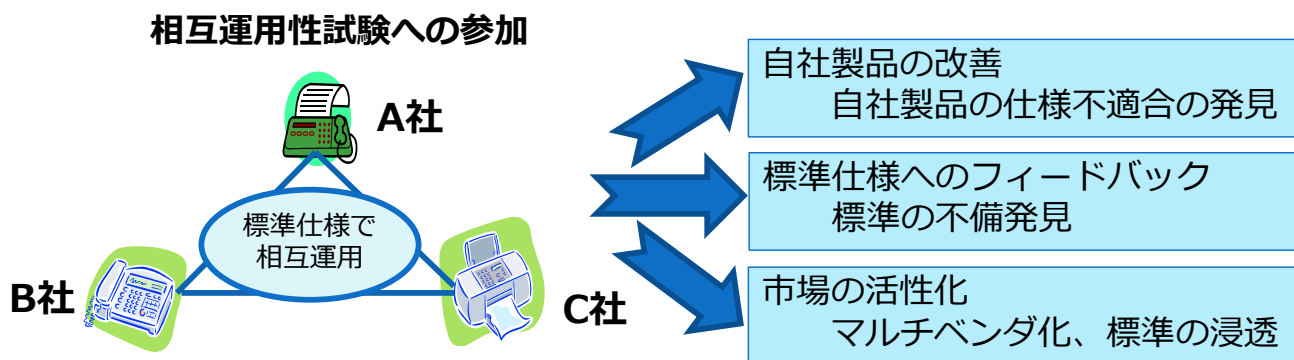 相互運用性試験への参加
A社
標準仕様で
相互運用
B社
C社
自社製品の改善
自社製品の仕様不適合の発見
標準仕様へのフィードバック
標準の不備発見
市場の活性化
マルチベンダ化、標準の浸透